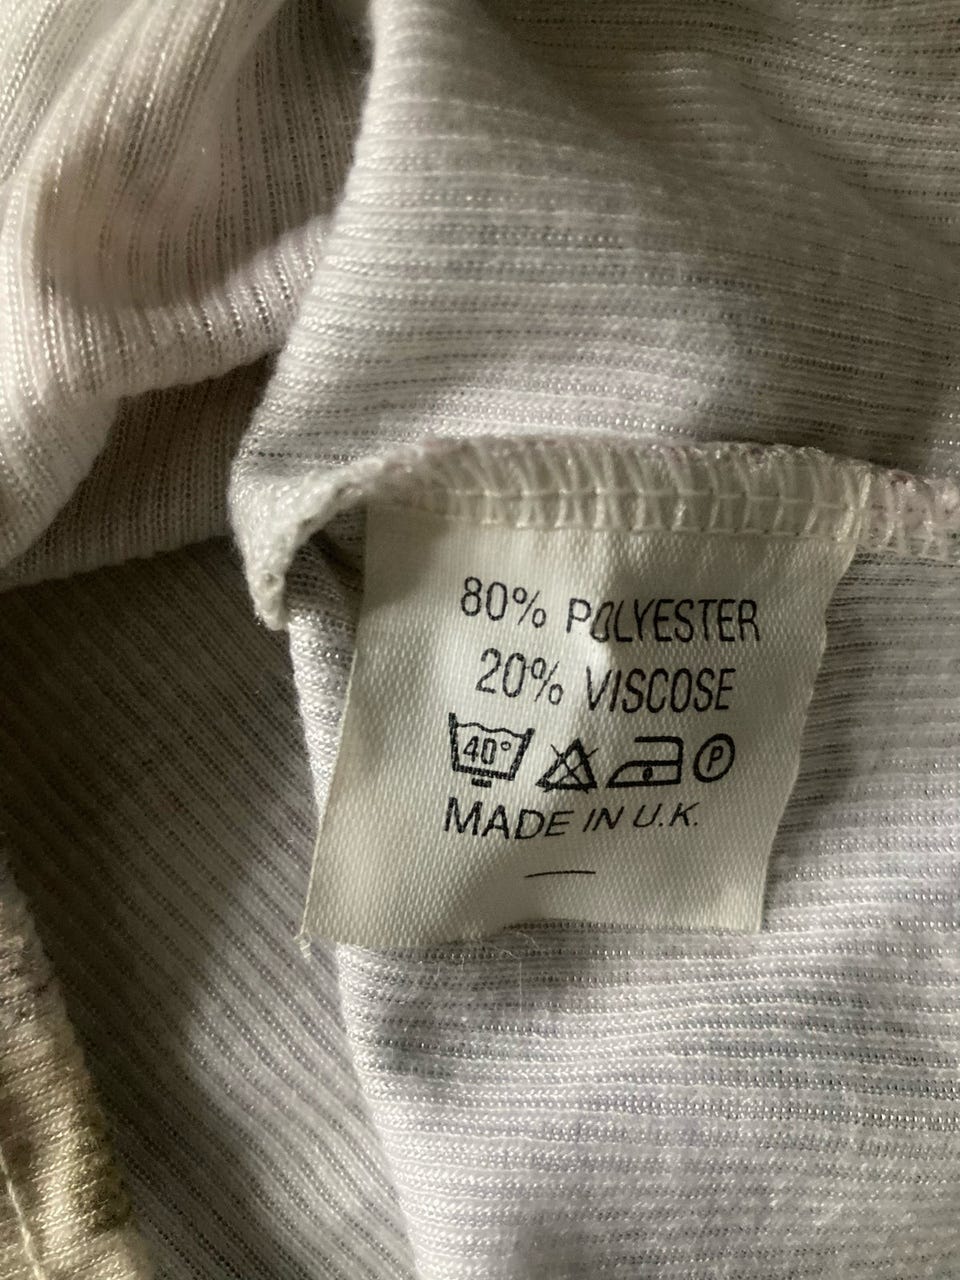 80% POLYESTER
20% VISCOSE
40° P
MADE IN U.K.